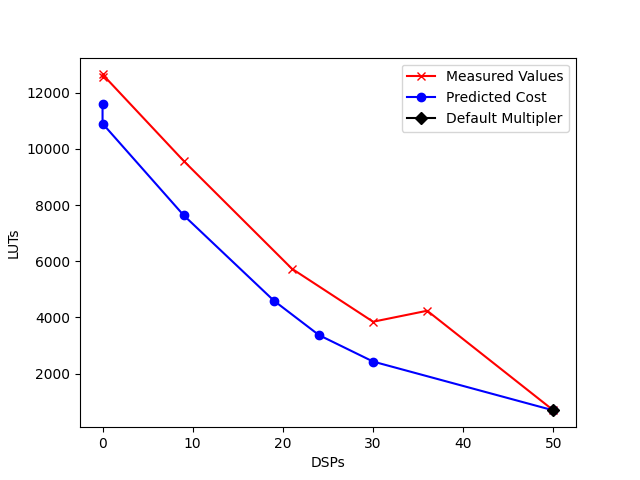 Measured Values
Predicted Cost
Default Multipler
12000
10000
8000
6000
4000
2000
LUTs
0 10 20 30 40 50
DSPs